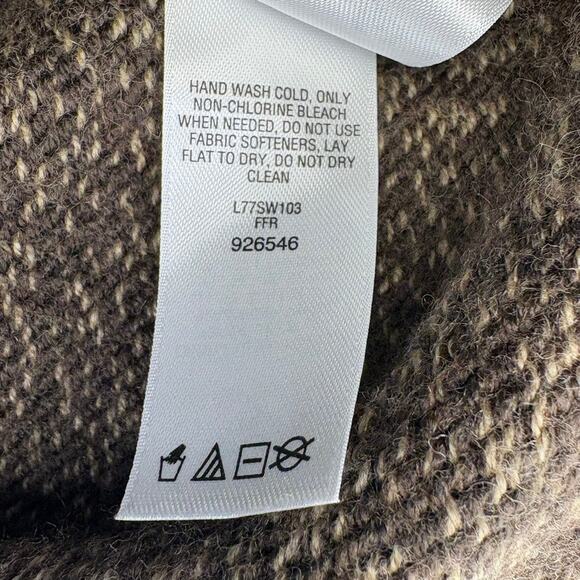 HAND WASH COLD, ONLY
NON-CHLORINE BLEACH
WHEN NEEDED, DO NOT USE
FABRIC SOFTENERS, LAY
FLAT TO DRY, DO NOT DRY
CLEAN
L77SW103
FFR
926546